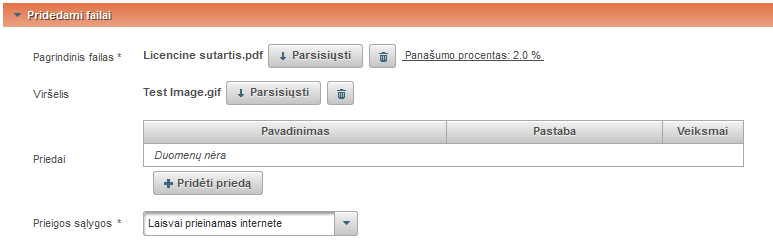 Pridedami failai
Pagrindinis failas * Licencine sutartis.pdf Parsisiųsti Panašumo procentas: 2.0 %
Viršelis Test Image.gif Parsisiųsti
Pavadinimas Pastaba Veiksmai
Priedai Duomenų nėra
Pridėti priedą
Prieigos sąlygos * Laisvai prieinamas internete